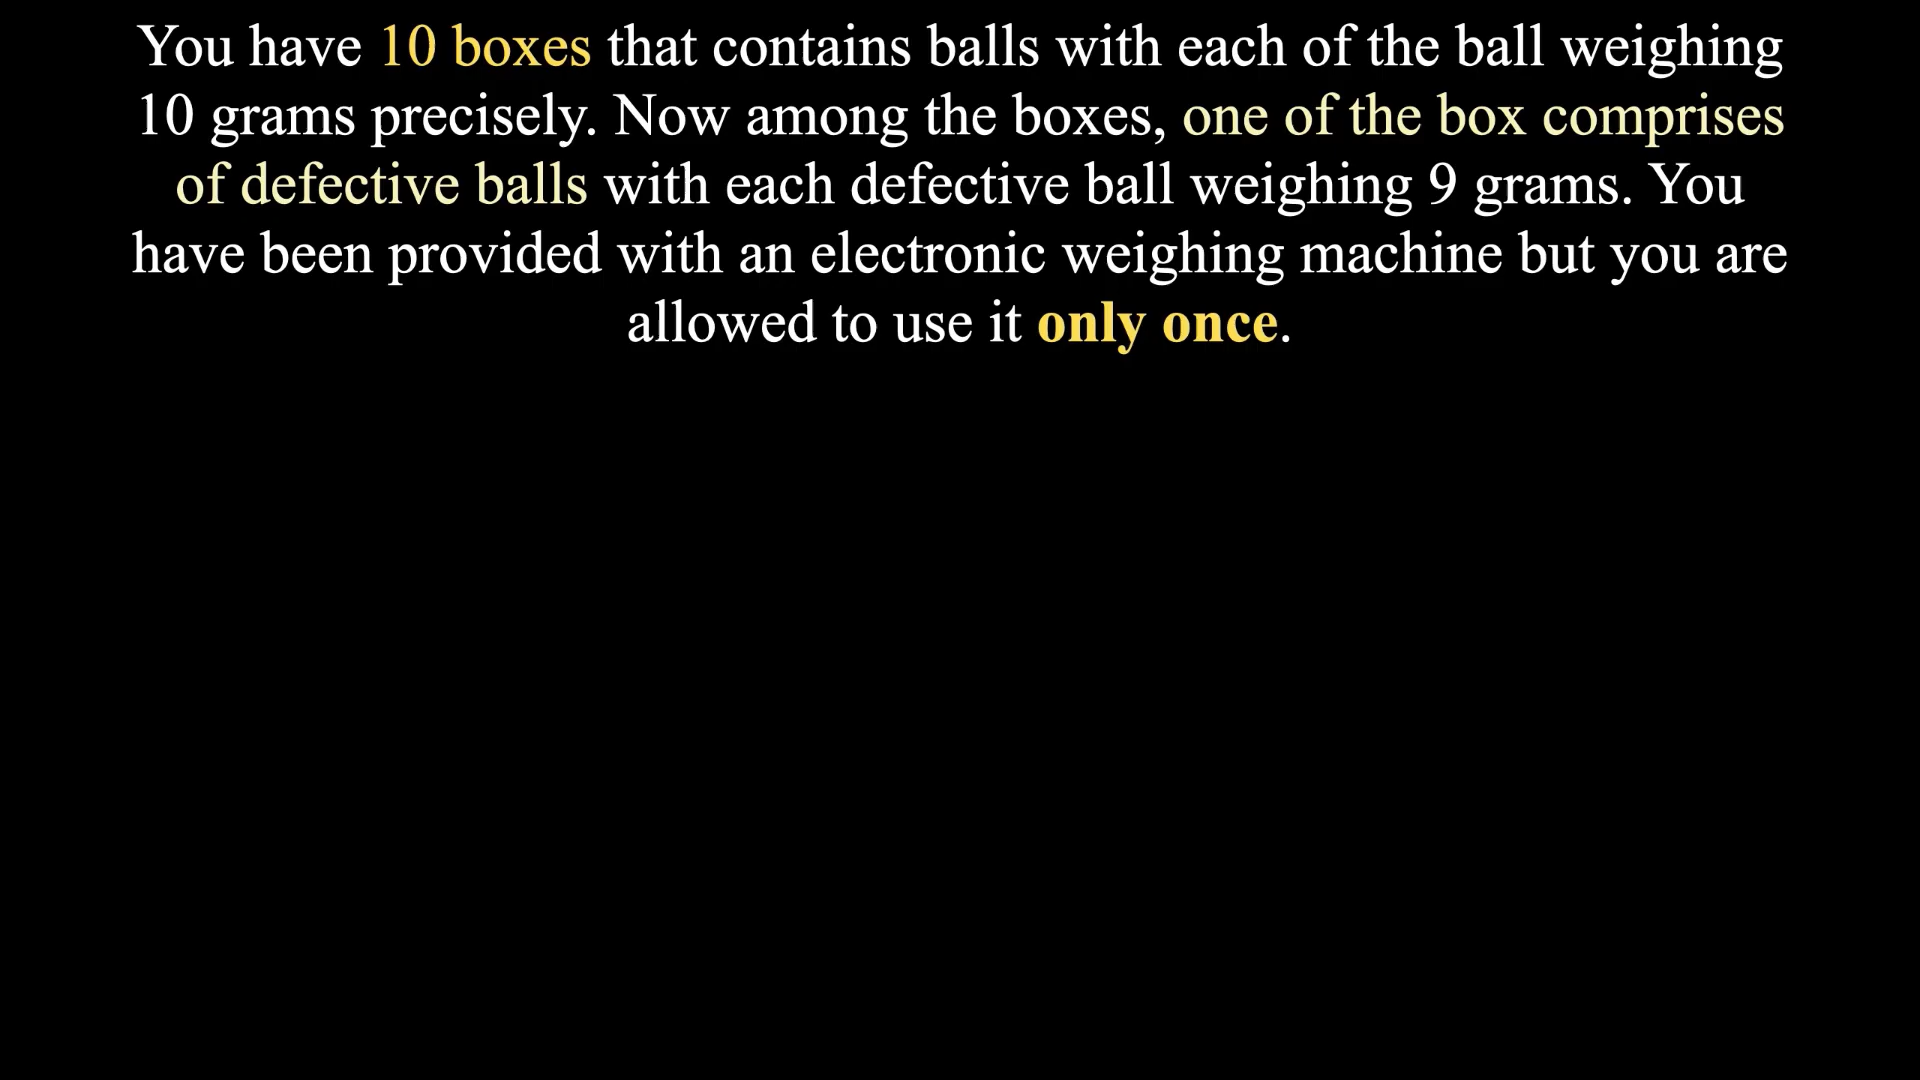 You have 10 boxes that contains balls with each of the ball weighing
10 grams precisely. Now among the boxes, one of the box comprises
of defective balls with each defective ball weighing 9 grams. You
have been provided with an electronic weighing machine but you are
allowed to use it only once.